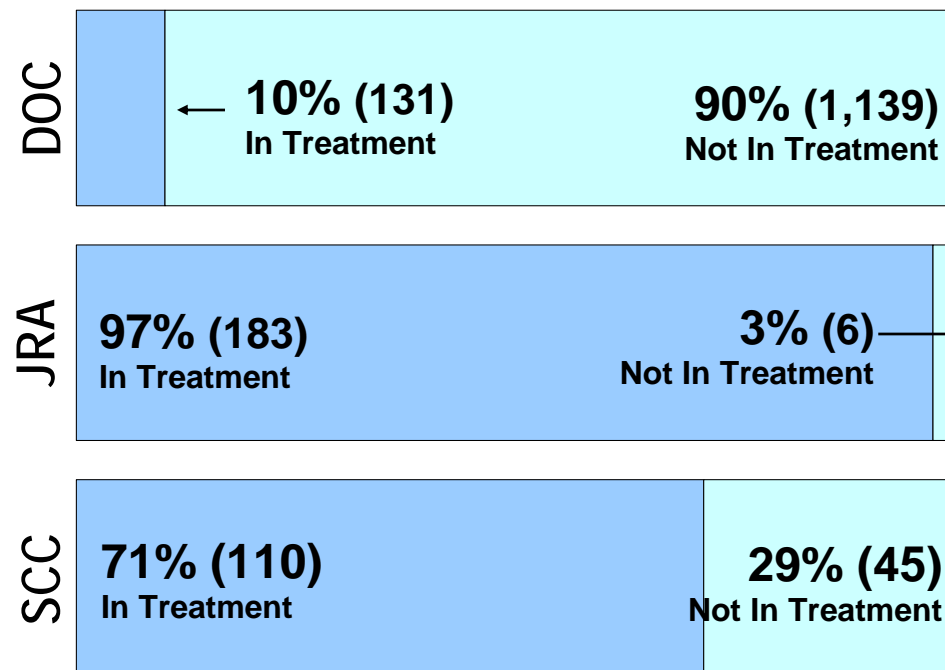 DOC
10% (131)
In Treatment
90% (1,139)
Not In Treatment
JRA
97% (183)
In Treatment
3% (6)
Not In Treatment
SCC
71% (110)
In Treatment
29% (45)
Not In Treatment